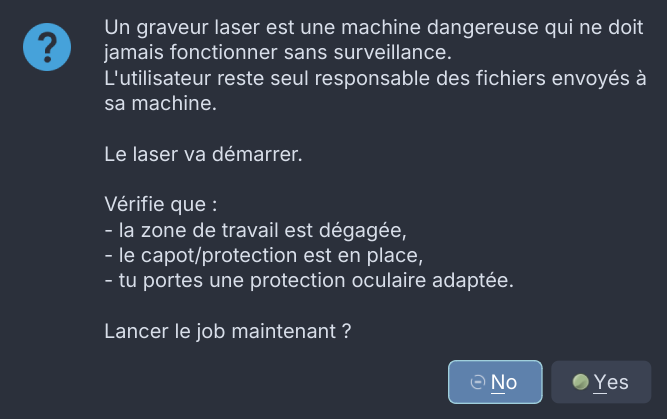 Un graveur laser est une machine dangereuse qui ne doit
jamais fonctionner sans surveillance.
L'utilisateur reste seul responsable des fichiers envoyés à
sa machine.
Le laser va démarrer.
Vérifie que :
- la zone de travail est dégagée,
- le capot/protection est en place,
- tu portes une protection oculaire adaptée.
Lancer le job maintenant ?
No
Yes